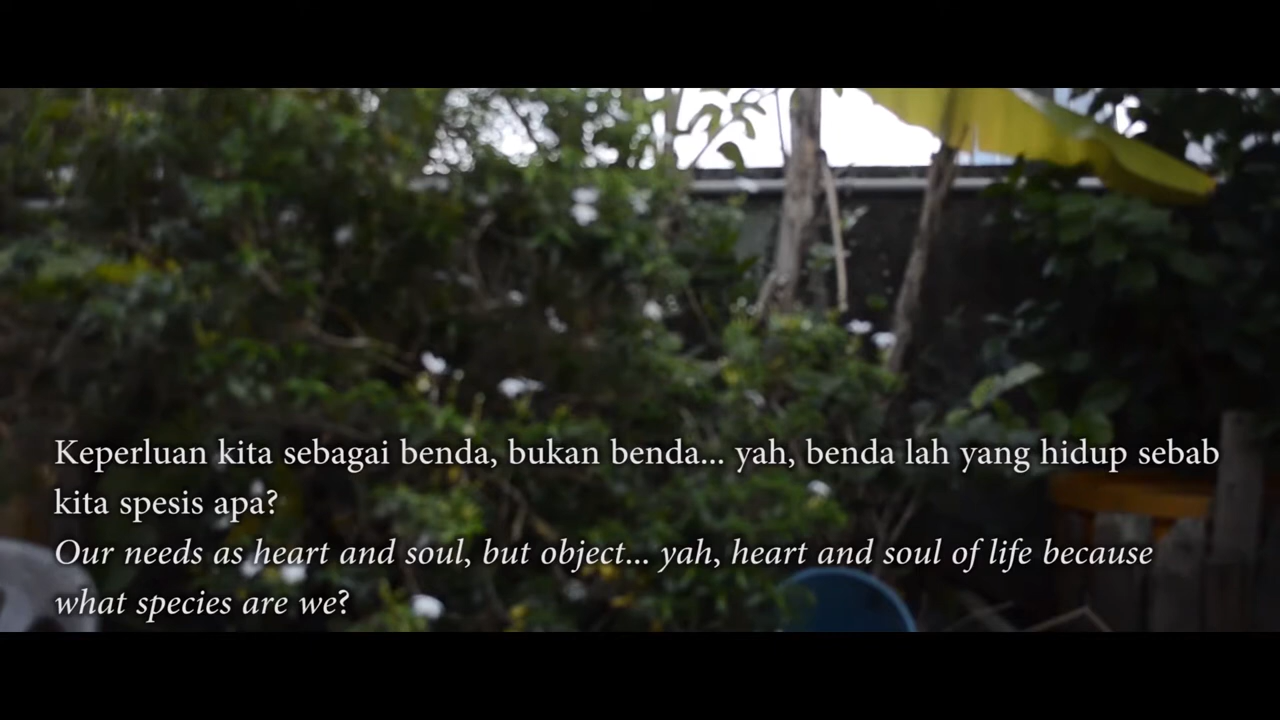 Keperluan kita sebagai benda, bukan benda... yah, benda lah yang hidup sebab
kita spesis apa?
Our needs as heart and soul, but object... yah, heart and soul of life because
what species are we?